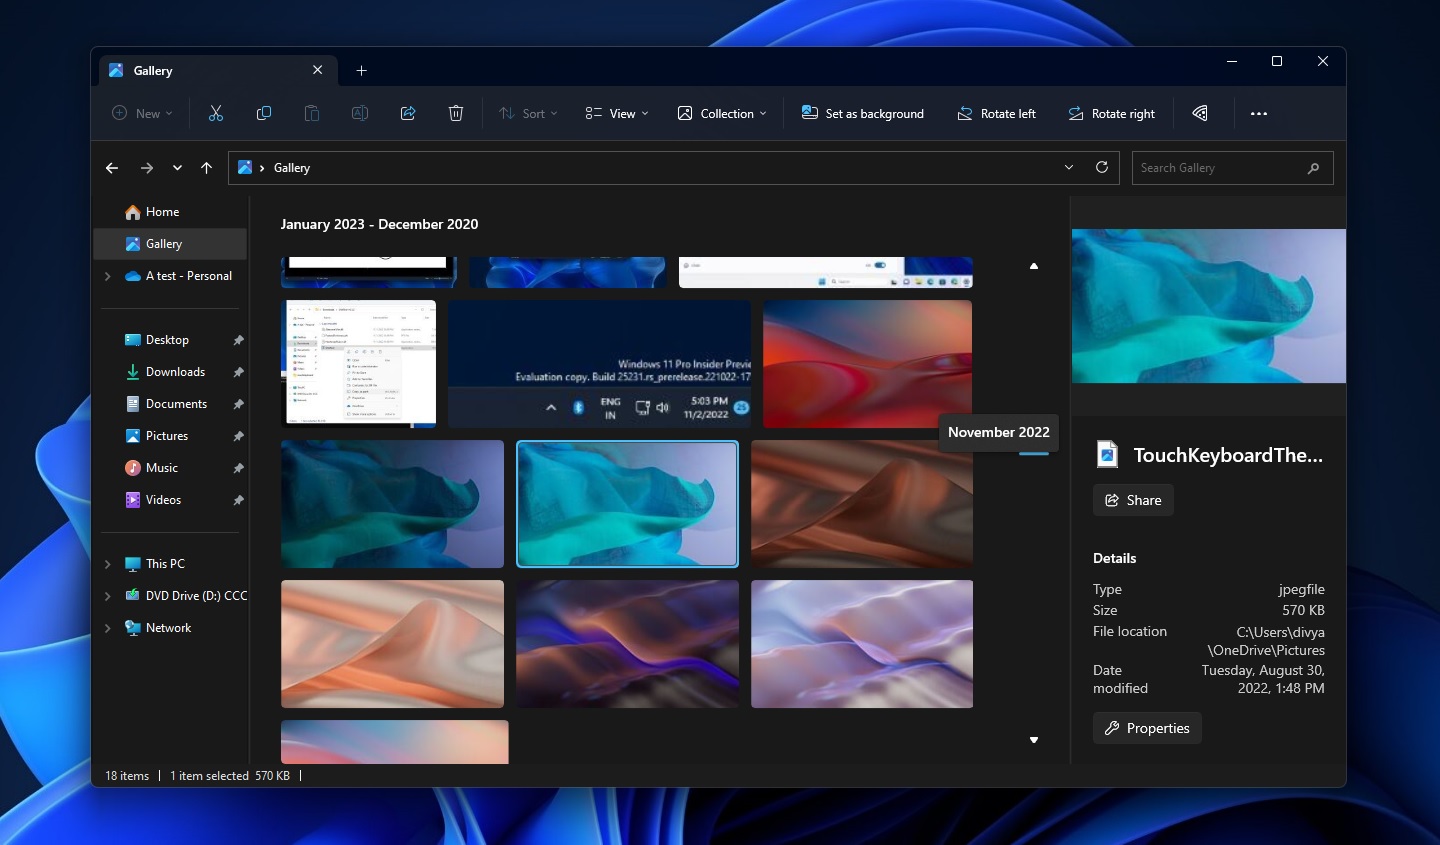 Gallery
New
Sort
View
Collection
Set as background
Rotate left
Rotate right
Gallery
Search Gallery
Home
Gallery
A test - Personal
Desktop
Downloads
Documents
Pictures
Music
Videos
This PC
DVD Drive (D:) CCC
Network
January 2023 - December 2020
Search
Windows 11 Pro Insider Previe
Evaluation copy. Build 25231.rs_prerelease.221022-17
ENG
IN
5:03 PM
11/2/2022
25
November 2022
TouchKeyboardThe...
Share
Details
Type jpegfile
Size 570 KB
File location C:\Users\divya
\OneDrive\Pictures
Date modified Tuesday, August 30,
2022, 1:48 PM
Properties
18 items 1 item selected 570 KB